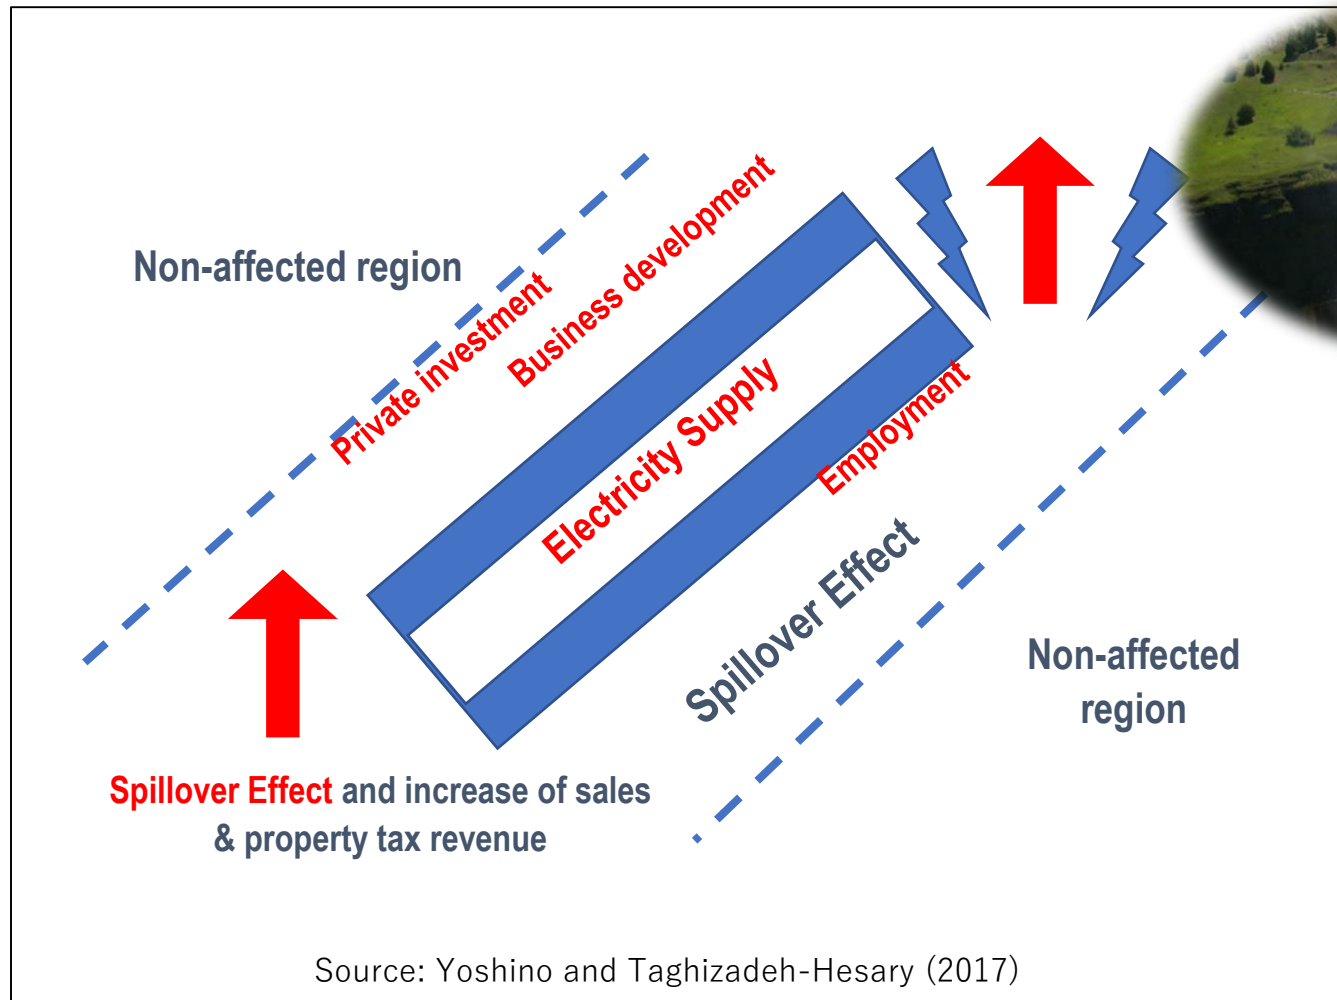 Non-affected region
Private investment
Business development
Electricity Supply
Employment
Spillover Effect
Non-affected
region
Spillover Effect and increase of sales
& property tax revenue
Source: Yoshino and Taghizadeh-Hesary (2017)